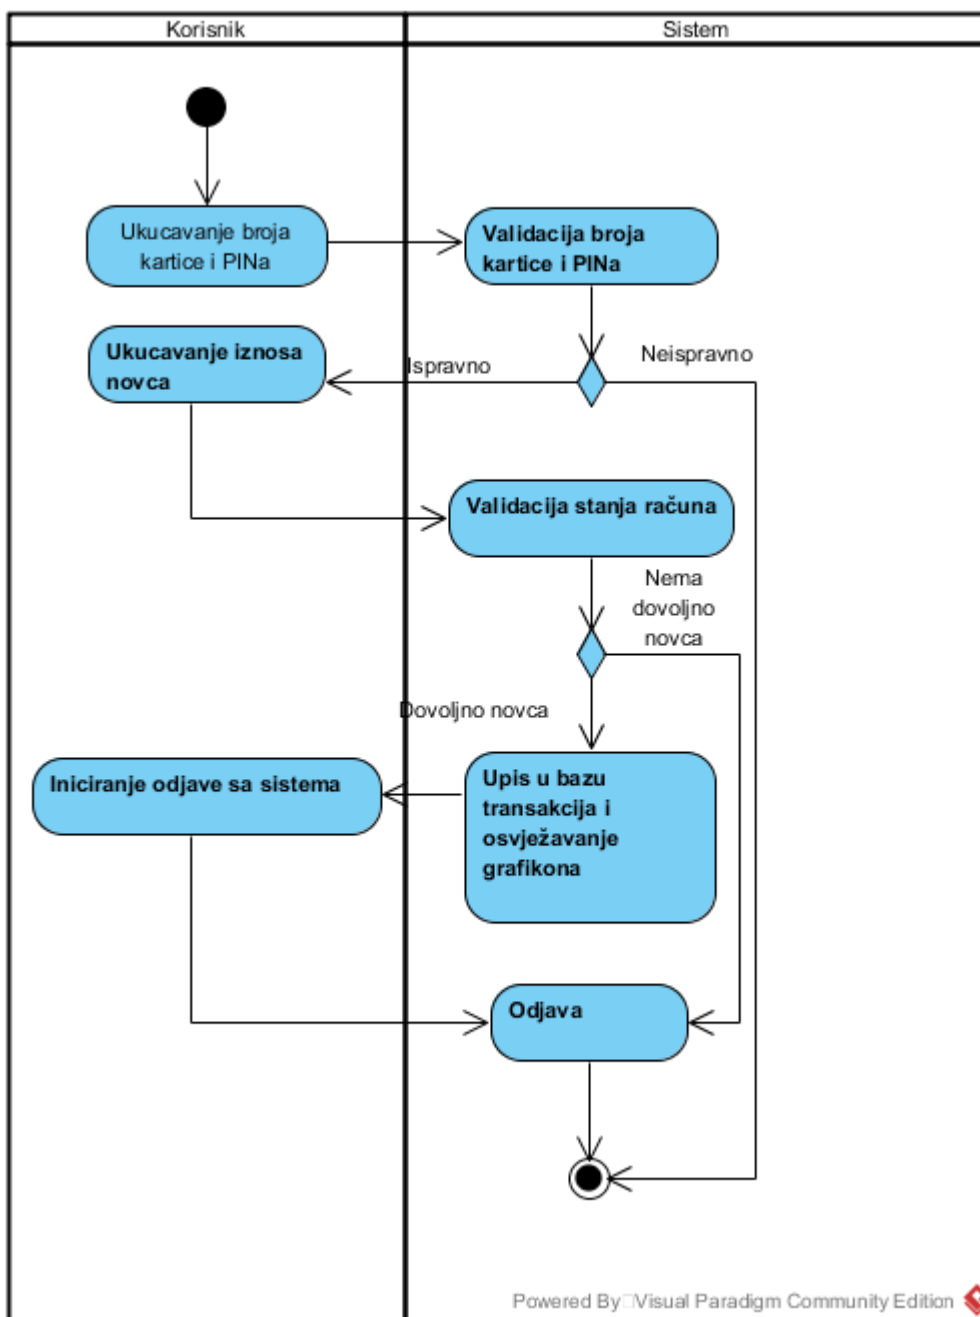 Korisnik
Sistem
Ukucavanje broja
kartice i PINa
Validacija broja
kartice i PINa
Ukucavanje iznosa
novca
Ispravno
Neispravno
Validacija stanja računa
Nema
dovoljno
novca
Dovoljno novca
Iniciranje odjave sa sistema
Upis u bazu
transakcija i
osvježavanje
grafikona
Odjava
Powered By Visual Paradigm Community Edition